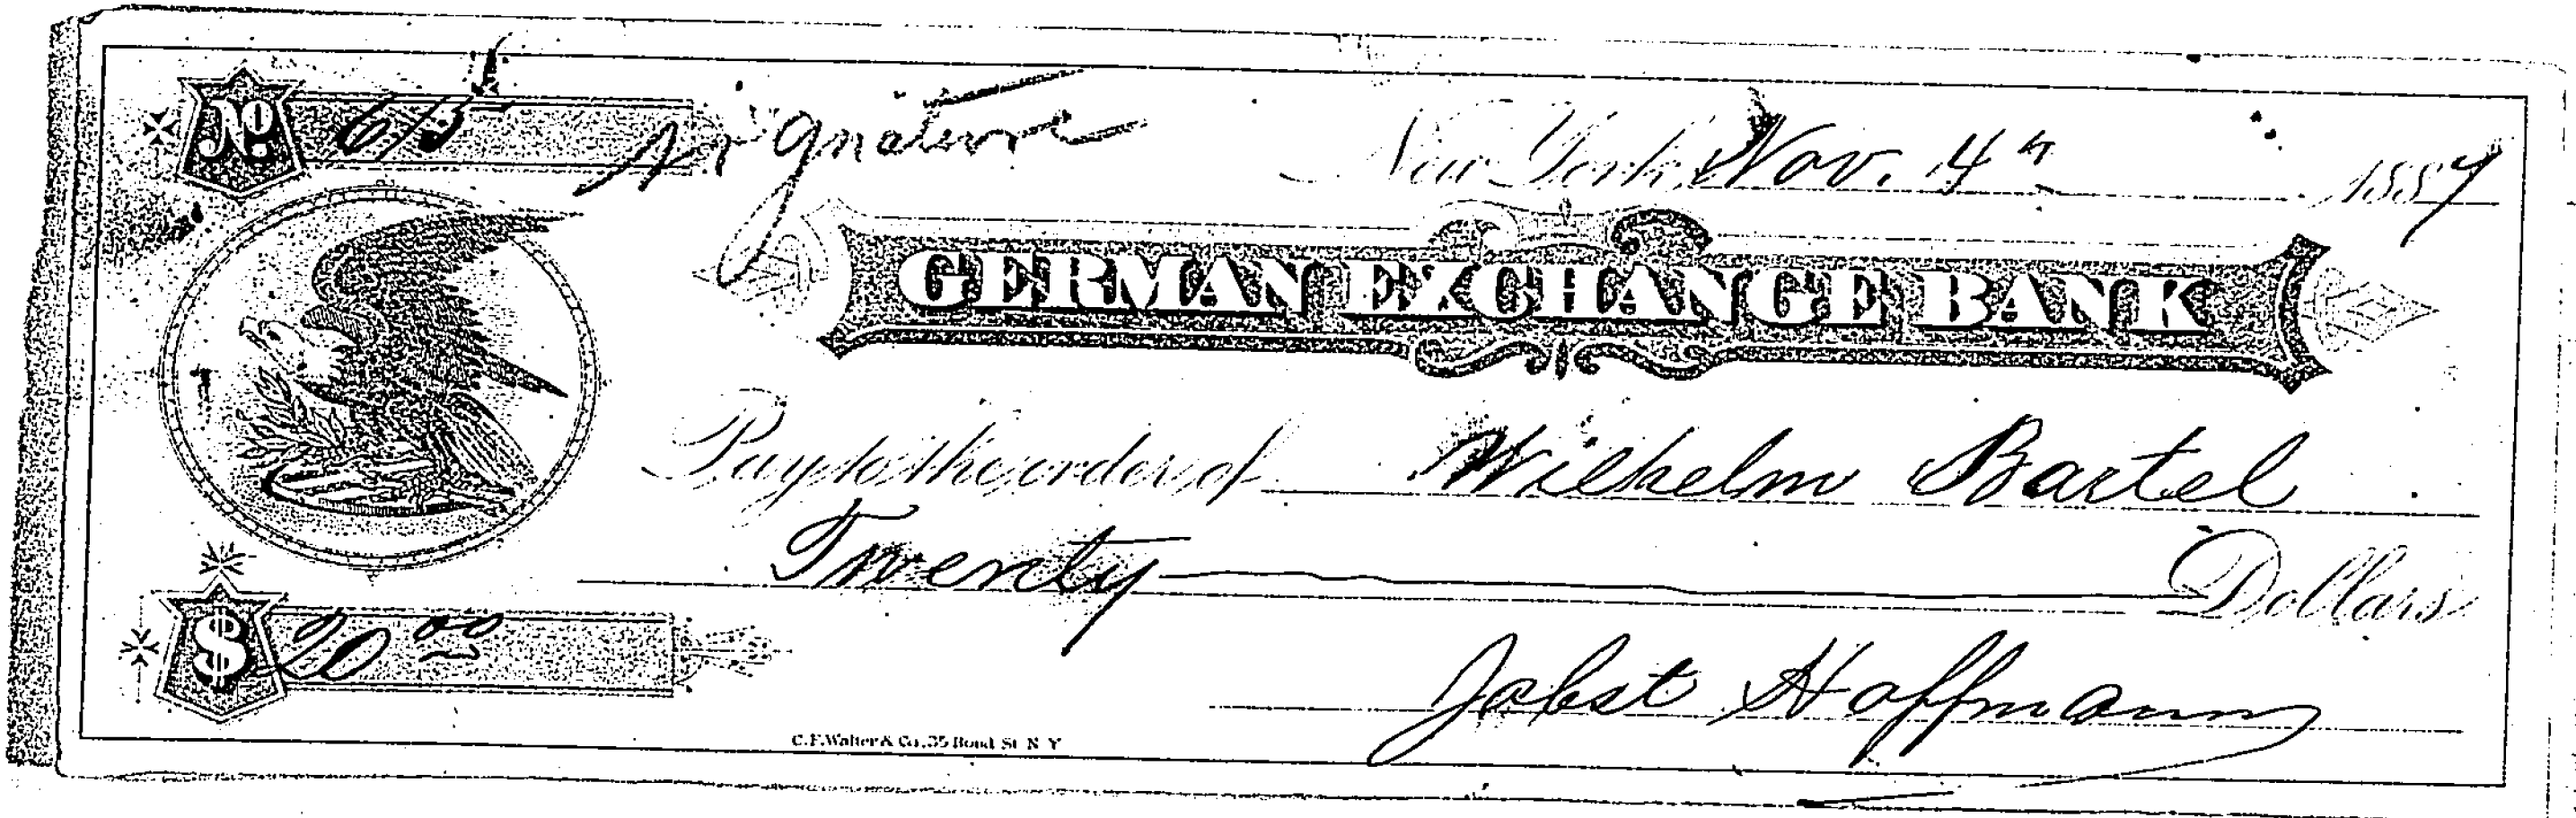 No 615 Signature New York, Nov. 4th 1887
GERMAN EXCHANGE BANK
Pay to the order of Wilhelm Bartel
Twenty Dollars
$ 20 00
Jobst Hoffmann
C.F. Walter & Co. 35 Bond St N Y